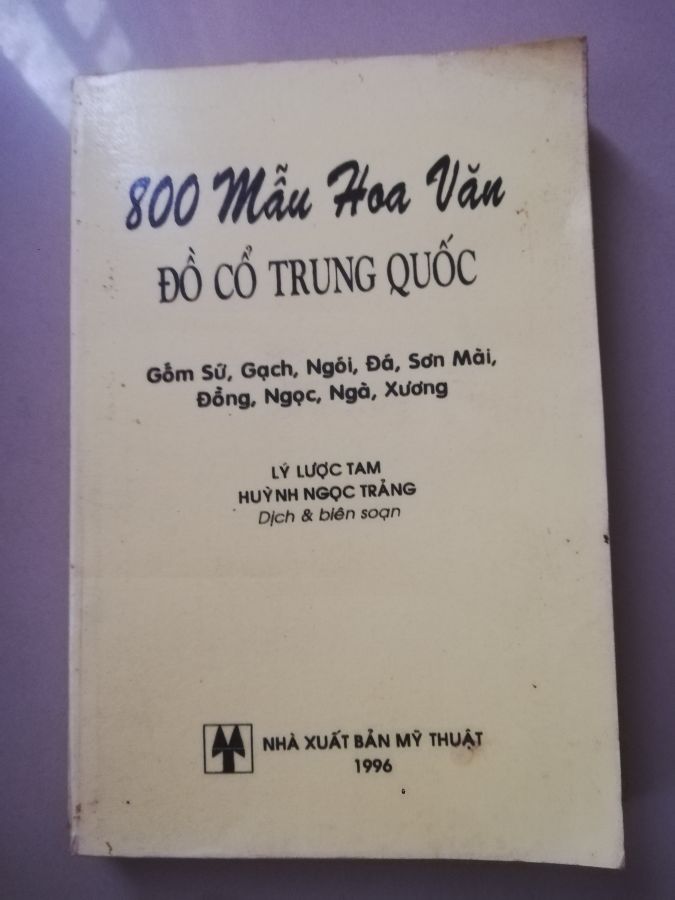 800 Mẫu Hoa Văn
ĐỒ CỔ TRUNG QUỐC
Gốm Sứ, Gạch, Ngói, Đá, Sơn Mài,
Đồng, Ngọc, Ngà, Xương
LÝ LƯỢC TAM
HUỲNH NGỌC TRẢNG
Dịch & biên soạn
NHÀ XUẤT BẢN MỸ THUẬT
1996